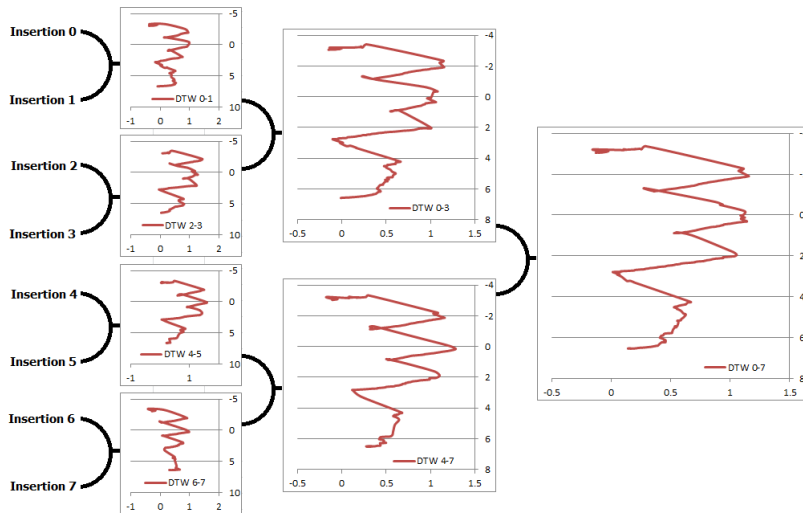 Insertion 0
Insertion 1
-5
0
5
10
DTW 0-1
-1 0 1 2
Insertion 2
Insertion 3
-5
0
5
10
DTW 2-3
-1 0 1 2
Insertion 4
Insertion 5
-5
0
5
10
DTW 4-5
-1 1
Insertion 6
Insertion 7
-5
0
5
10
DTW 6-7
-1 0 1 2
-4
-2
0
2
4
6
8
DTW 0-3
-0.5 0 0.5 1 1.5
-4
-2
0
2
4
6
8
DTW 4-7
-0.5 0 0.5 1 1.5
0
2
4
6
8
DTW 0-7
-0.5 0 0.5 1 1.5